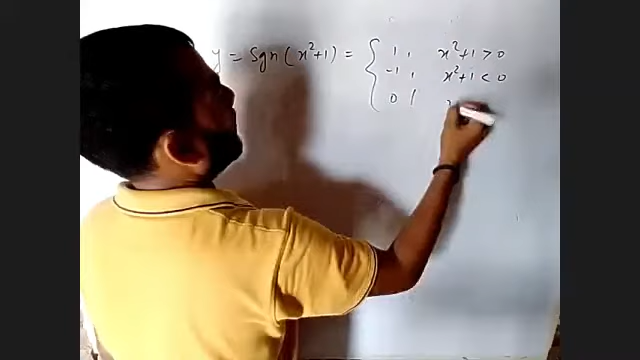 y = Sgn(x²+1) = { 1, x²+1 > 0
-1, x²+1 < 0
0,